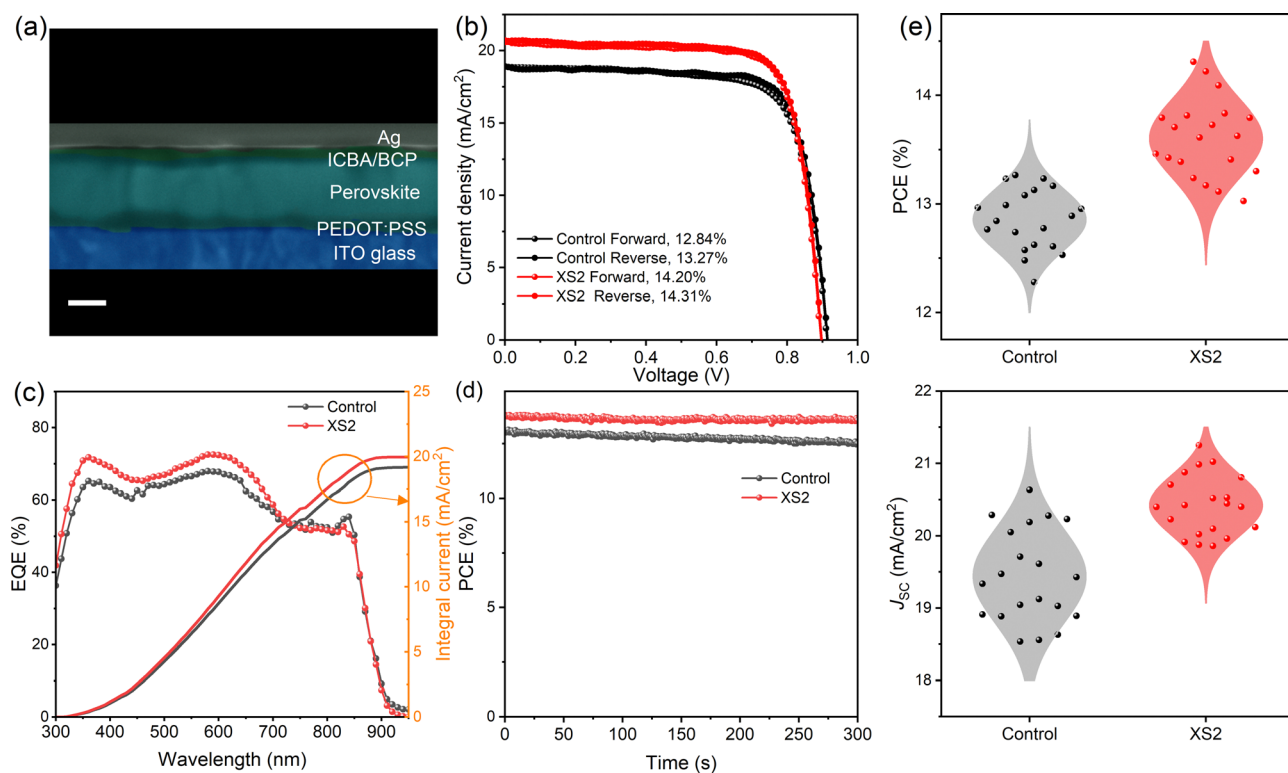 (a)
Ag
ICBA/BCP
Perovskite
PEDOT:PSS
ITO glass
(b)
Current density (mA/cm²)
20
15
10
5
0
Control Forward, 12.84%
Control Reverse, 13.27%
XS2 Forward, 14.20%
XS2 Reverse, 14.31%
0.0 0.2 0.4 0.6 0.8 1.0
Voltage (V)
(c)
EQE (%)
80
60
40
20
0
Control
XS2
25
20
15
10
5
0
Integral current (mA/cm²)
300 400 500 600 700 800 900
Wavelength (nm)
(d)
PCE (%)
10
5
0
Control
XS2
0 50 100 150 200 250 300
Time (s)
(e)
PCE (%)
14
13
12
Control XS2
J_SC (mA/cm²)
22
21
20
19
18
Control XS2